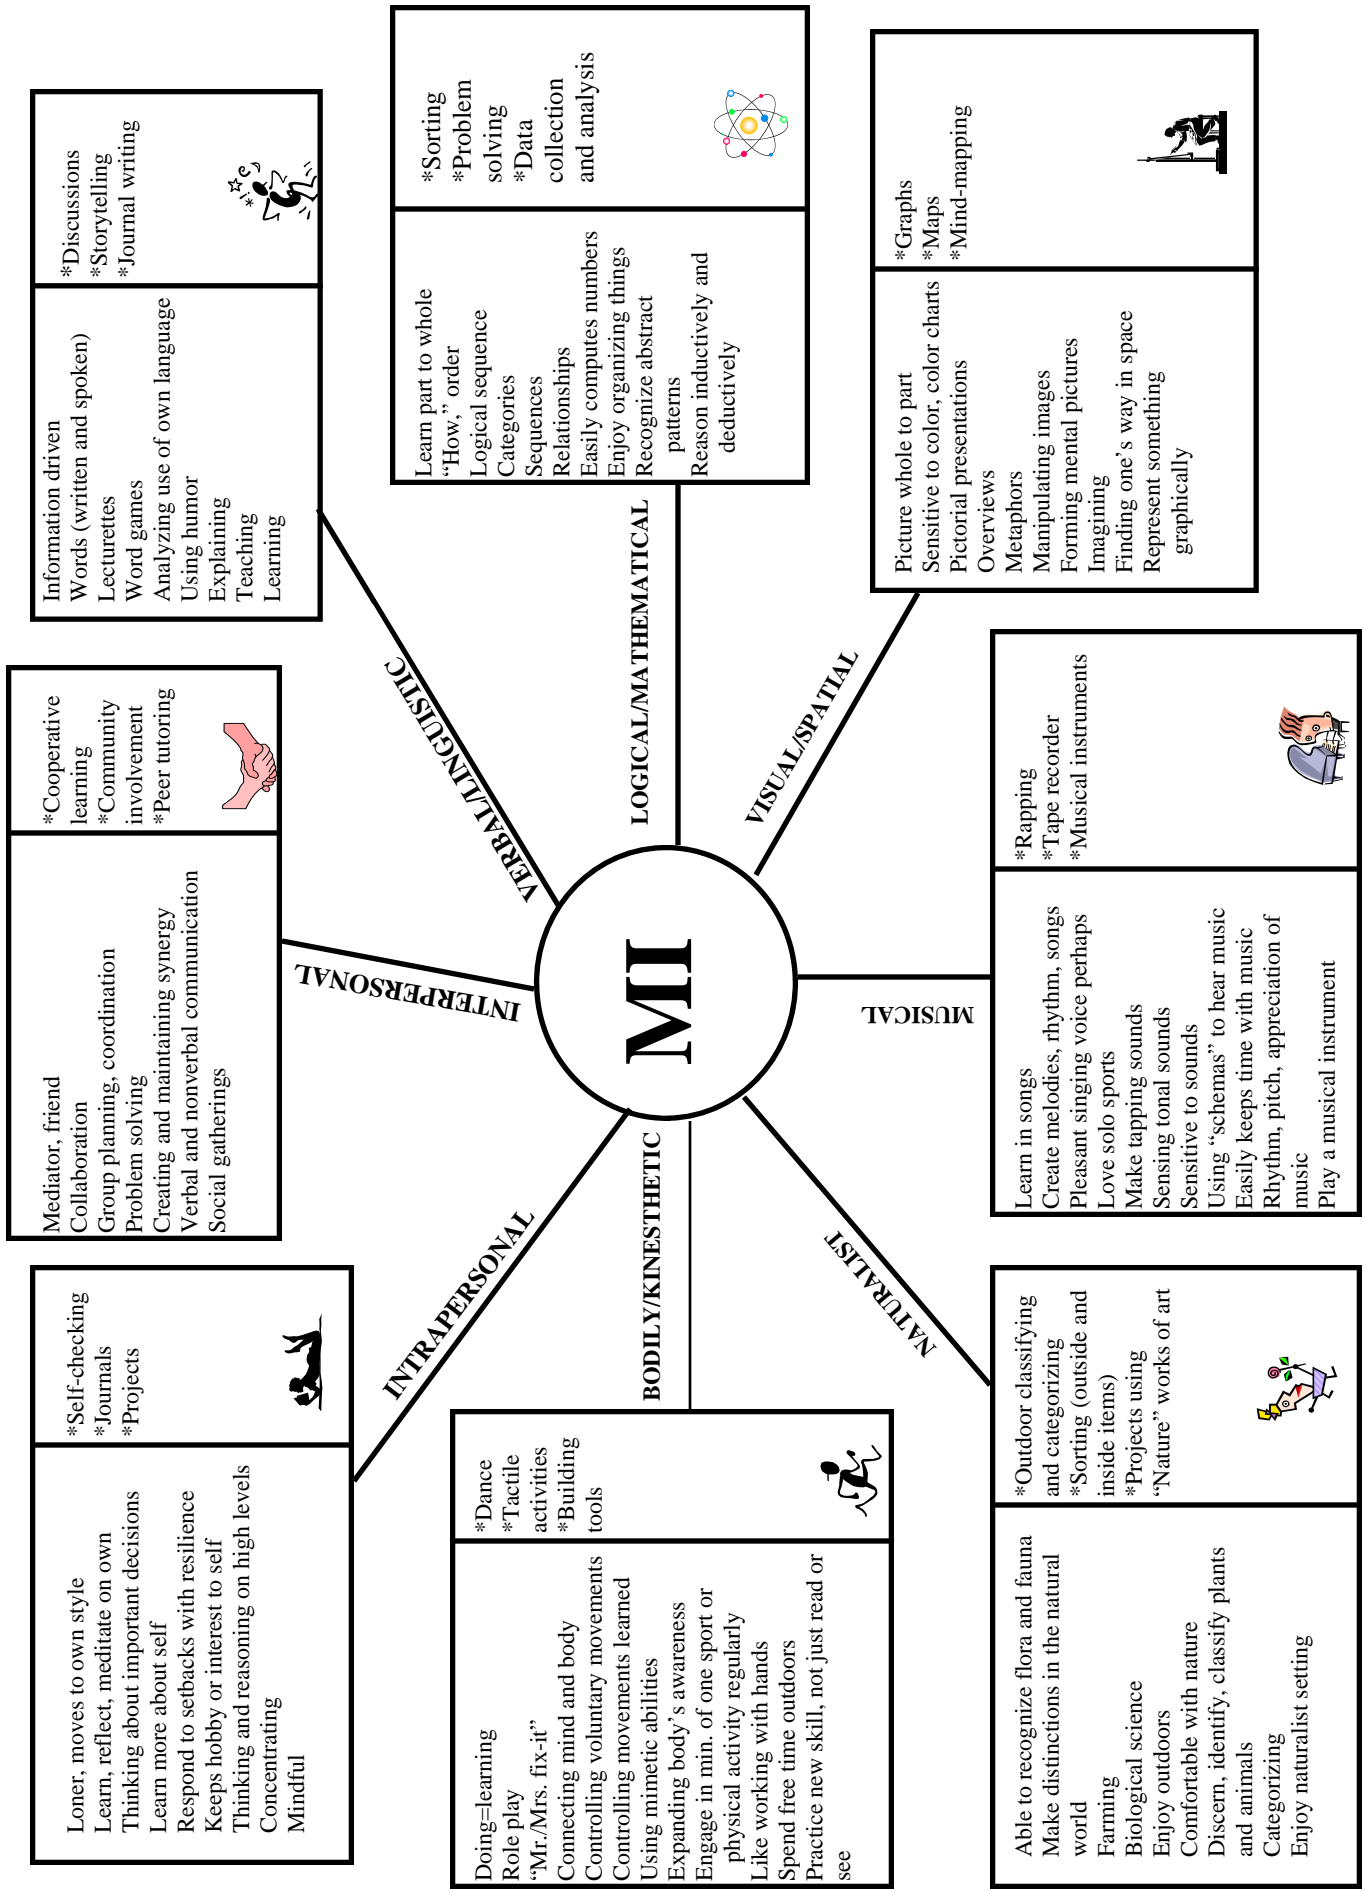 Loner, moves to own style
Learn, reflect, meditate on own
Thinking about important decisions
Learn more about self
Respond to setbacks with resilience
Keeps hobby or interest to self
Thinking and reasoning on high levels
Concentrating
Mindful
*Self-checking
*Journals
*Projects
Mediator, friend
Collaboration
Group planning, coordination
Problem solving
Creating and maintaining synergy
Verbal and nonverbal communication
Social gatherings
*Cooperative
learning
*Community
involvement
*Peer tutoring
Information driven
Words (written and spoken)
Lecturettes
Word games
Analyzing use of own language
Using humor
Explaining
Teaching
Learning
*Discussions
*Storytelling
*Journal writing
INTRAPERSONAL
INTERPERSONAL
VERBAL/LINGUISTIC
Doing=learning
Role play
“Mr./Mrs. fix-it”
Connecting mind and body
Controlling voluntary movements
Controlling movements learned
Using mimetic abilities
Expanding body’s awareness
Engage in min. of one sport or
physical activity regularly
Like working with hands
Spend free time outdoors
Practice new skill, not just read or
see
*Dance
*Tactile
activities
*Building
tools
BODILY/KINESTHETIC
MI
LOGICAL/MATHEMATICAL
Learn part to whole
“How,” order
Logical sequence
Categories
Sequences
Relationships
Easily computes numbers
Enjoy organizing things
Recognize abstract
patterns
Reason inductively and
deductively
*Sorting
*Problem
solving
*Data
collection
and analysis
NATURALIST
MUSICAL
VISUAL/SPATIAL
Able to recognize flora and fauna
Make distinctions in the natural
world
Farming
Biological science
Enjoy outdoors
Comfortable with nature
Discern, identify, classify plants
and animals
Categorizing
Enjoy naturalist setting
*Outdoor classifying
and categorizing
*Sorting (outside and
inside items)
*Projects using
“Nature” works of art
Learn in songs
Create melodies, rhythm, songs
Pleasant singing voice perhaps
Love solo sports
Make tapping sounds
Sensing tonal sounds
Sensitive to sounds
Using “schemas” to hear music
Easily keeps time with music
Rhythm, pitch, appreciation of
music
Play a musical instrument
*Rapping
*Tape recorder
*Musical instruments
Picture whole to part
Sensitive to color, color charts
Pictorial presentations
Overviews
Metaphors
Manipulating images
Forming mental pictures
Imagining
Finding one’s way in space
Represent something
graphically
*Graphs
*Maps
*Mind-mapping